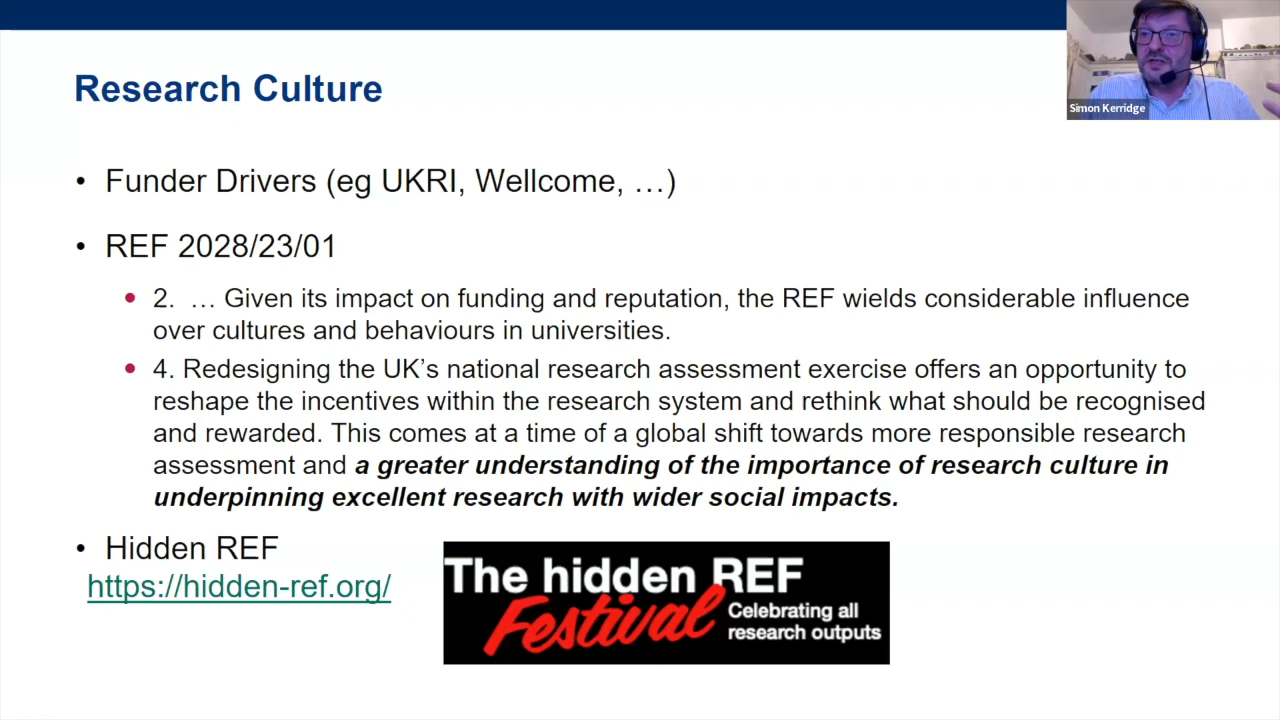 Simon Kerridge
Research Culture
• Funder Drivers (eg UKRI, Wellcome, …)
• REF 2028/23/01
• 2. … Given its impact on funding and reputation, the REF wields considerable influence
over cultures and behaviours in universities.
• 4. Redesigning the UK’s national research assessment exercise offers an opportunity to
reshape the incentives within the research system and rethink what should be recognised
and rewarded. This comes at a time of a global shift towards more responsible research
assessment and a greater understanding of the importance of research culture in
underpinning excellent research with wider social impacts.
• Hidden REF
https://hidden-ref.org/
The hidden REF
Festival
Celebrating all
research outputs